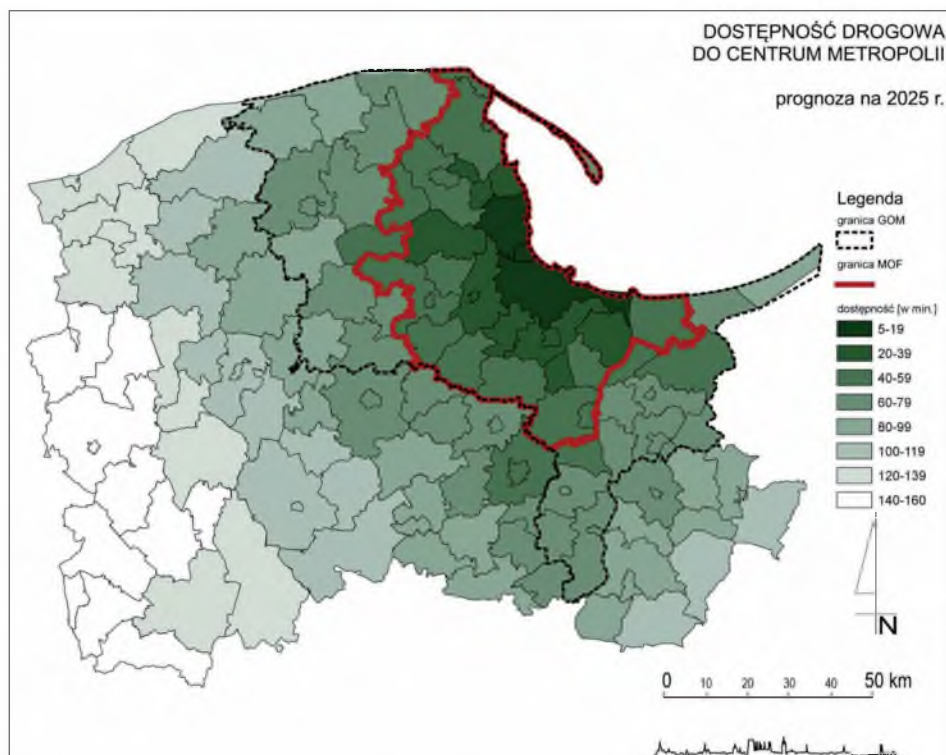 DOSTĘPNOŚĆ DROGOWA
DO CENTRUM METROPOLII
prognoza na 2025 r.
Legenda
granica GOM
granica MOF
dostępność [w min.]
5-19
20-39
40-59
60-79
80-99
100-119
120-139
140-160
N
0 10 20 30 40 50 km